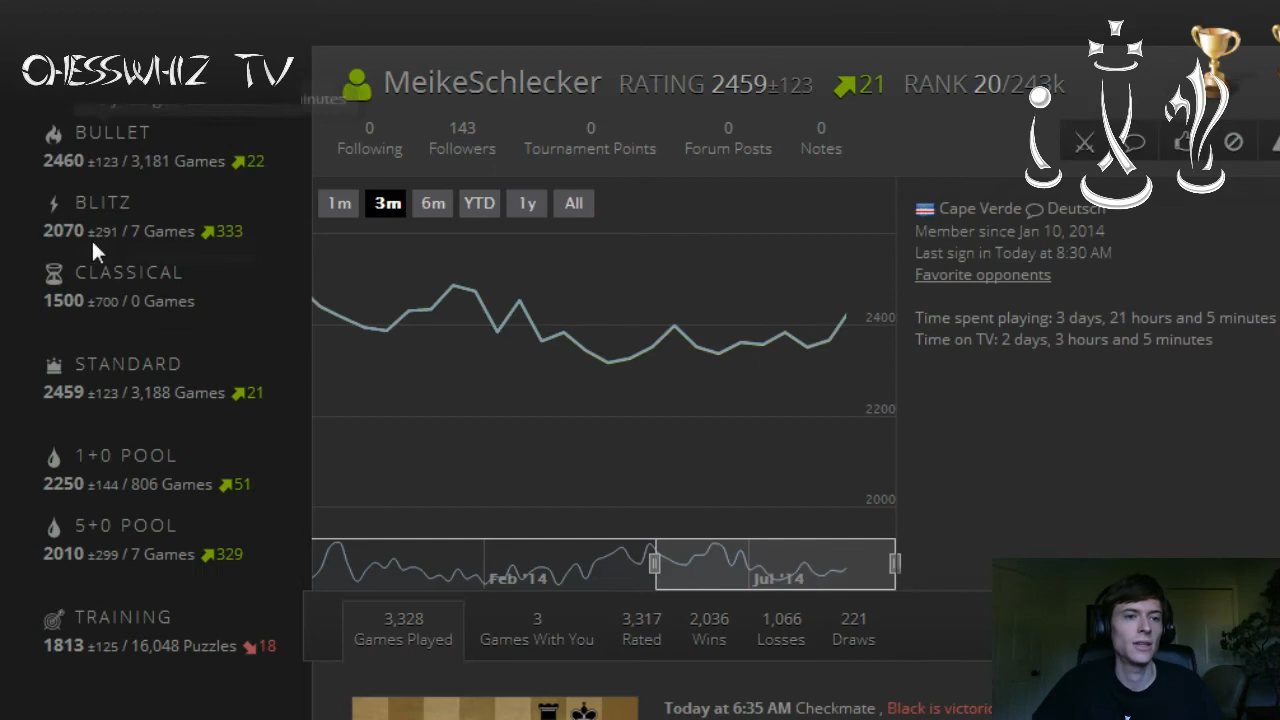 CHESSWHIZ TV
MeikeSchlecker RATING 2459±123 21 RANK 20/243k
0 Following
143 Followers
0 Tournament Points
0 Forum Posts
0 Notes
inutes
BULLET
2460 ±123 / 3,181 Games 22
BLITZ
2070 ±291 / 7 Games 333
CLASSICAL
1500 ±700 / 0 Games
STANDARD
2459 ±123 / 3,188 Games 21
1+0 POOL
2250 ±144 / 806 Games 51
5+0 POOL
2010 ±299 / 7 Games 329
TRAINING
1813 ±125 / 16,048 Puzzles 18
1m 3m 6m YTD 1y All
2400
2200
2000
Feb '14
Jul '14
Cape Verde Deutsch
Member since Jan 10, 2014
Last sign in Today at 8:30 AM
Favorite opponents
Time spent playing: 3 days, 21 hours and 5 minutes
Time on TV: 2 days, 3 hours and 5 minutes
3,328 Games Played
3 Games With You
3,317 Rated
2,036 Wins
1,066 Losses
221 Draws
Today at 6:35 AM Checkmate , Black is victorio